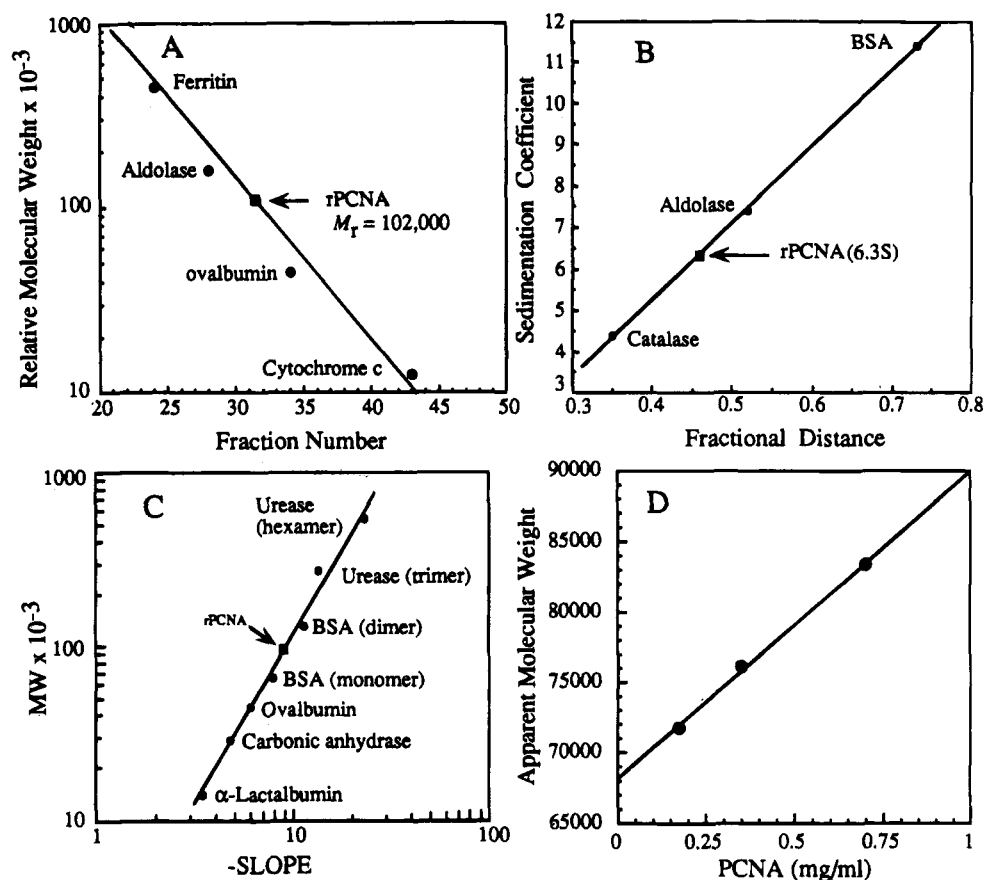 A
Relative Molecular Weight x 10⁻³
1000
100
10
Ferritin
Aldolase
rPCNA
Mr = 102,000
ovalbumin
Cytochrome c
20 25 30 35 40 45 50
Fraction Number
B
Sedimentation Coefficient
12
11
10
9
8
7
6
5
4
3
BSA
Aldolase
rPCNA (6.3S)
Catalase
0.3 0.4 0.5 0.6 0.7 0.8
Fractional Distance
C
MW x 10⁻³
1000
100
10
Urease
(hexamer)
Urease (trimer)
rPCNA
BSA (dimer)
BSA (monomer)
Ovalbumin
Carbonic anhydrase
α-Lactalbumin
1 10 100
-SLOPE
D
Apparent Molecular Weight
90000
85000
80000
75000
70000
65000
0 0.25 0.5 0.75 1
PCNA (mg/ml)